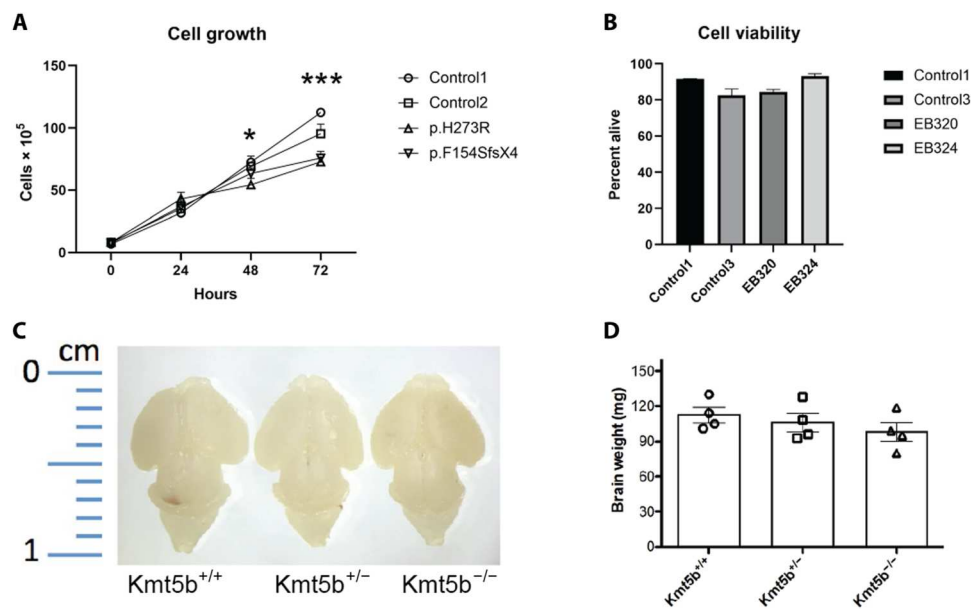 A
Cell growth
150
100
50
0
Cells × 10⁵
*
***
0 24 48 72
Hours
Control1
Control2
p.H273R
p.F154SfsX4
B
Cell viability
100
80
60
40
20
0
Percent alive
Control1 Control3 EB320 EB324
Control1
Control3
EB320
EB324
C
cm
0
1
Kmt5b⁺/⁺ Kmt5b⁺/⁻ Kmt5b⁻/⁻
D
150
120
90
60
30
0
Brain weight (mg)
Kmt5b⁺/⁺ Kmt5b⁺/⁻ Kmt5b⁻/⁻